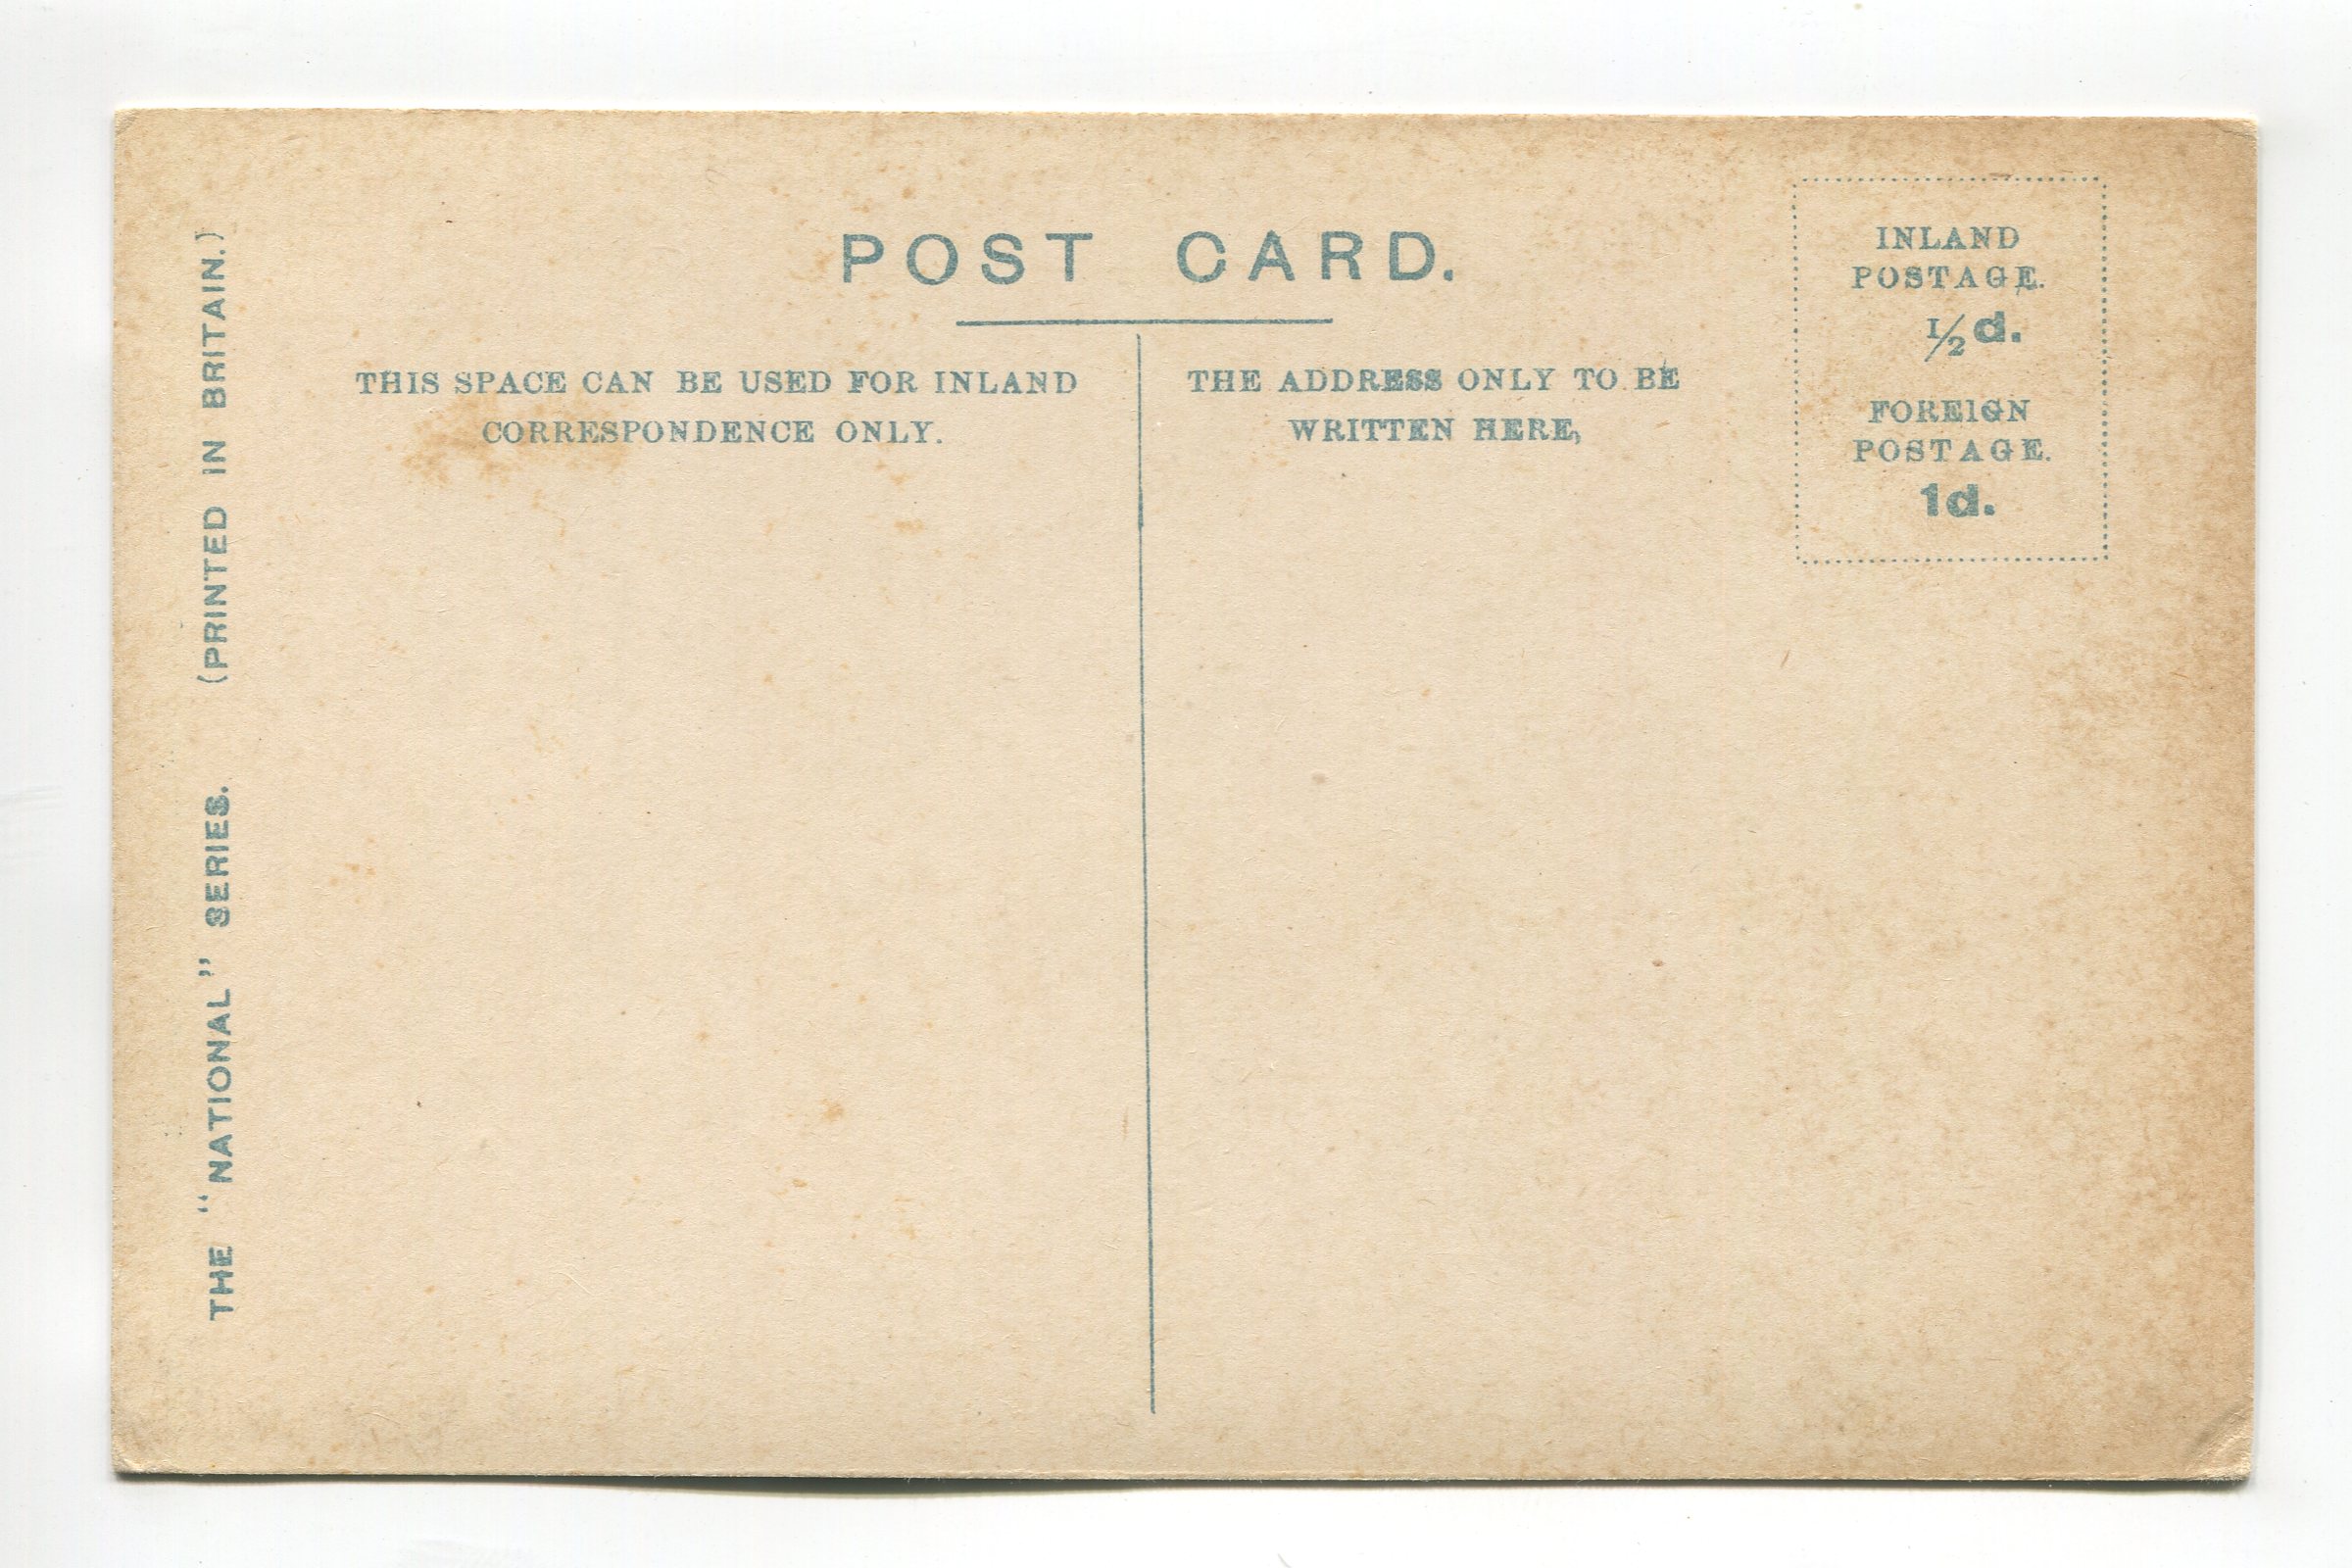 POST CARD.
THIS SPACE CAN BE USED FOR INLAND
CORRESPONDENCE ONLY.
THE ADDRESS ONLY TO BE
WRITTEN HERE,
INLAND
POSTAGE.
½d.
FOREIGN
POSTAGE.
1d.
THE "NATIONAL" SERIES. (PRINTED IN BRITAIN.)